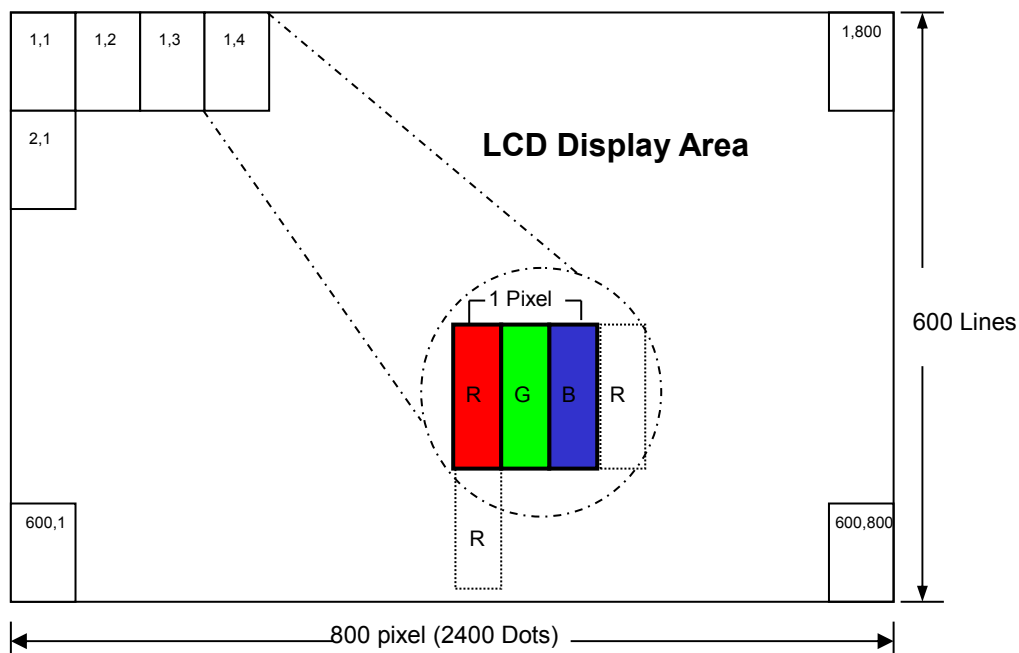 1,1 1,2 1,3 1,4 1,800
2,1
LCD Display Area
1 Pixel
600 Lines
R G B R
R
600,1 600,800
800 pixel (2400 Dots)